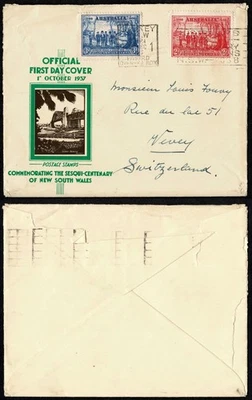 AUSTRALIA
AUSTRALIA
OFFICIAL
FIRST DAY COVER
1ST OCTOBER 1937
POSTAGE STAMPS
COMMEMORATING THE SESQUI-CENTENARY
OF NEW SOUTH WALES
Monsieur Louis
Rue du Lac 51
Vevey
Switzerland.